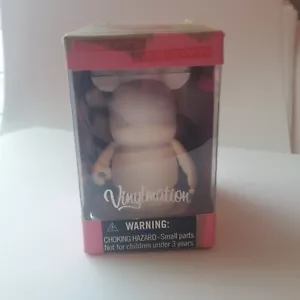 Vinylmation
WARNING:
CHOKING HAZARD-Small parts
Not for children under 3 years.